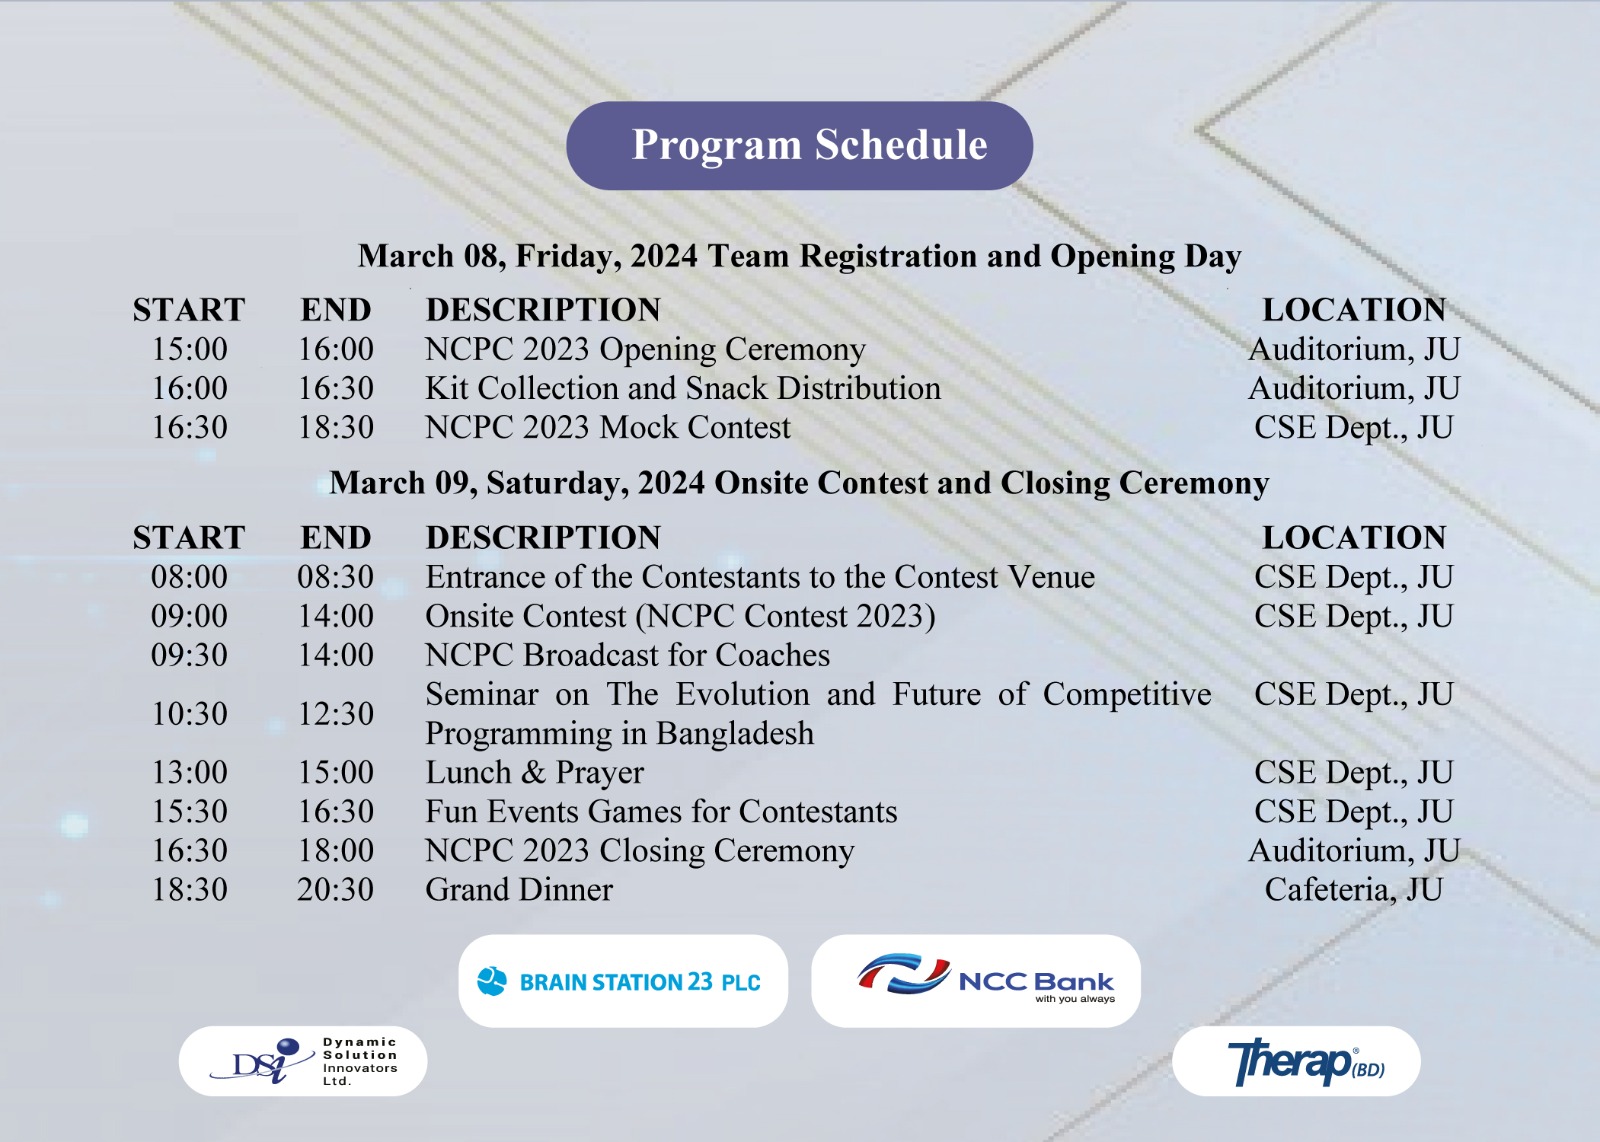 Program Schedule
March 08, Friday, 2024 Team Registration and Opening Day
START END DESCRIPTION LOCATION
15:00 16:00 NCPC 2023 Opening Ceremony Auditorium, JU
16:00 16:30 Kit Collection and Snack Distribution Auditorium, JU
16:30 18:30 NCPC 2023 Mock Contest CSE Dept., JU
March 09, Saturday, 2024 Onsite Contest and Closing Ceremony
START END DESCRIPTION LOCATION
08:00 08:30 Entrance of the Contestants to the Contest Venue CSE Dept., JU
09:00 14:00 Onsite Contest (NCPC Contest 2023) CSE Dept., JU
09:30 14:00 NCPC Broadcast for Coaches
10:30 12:30 Seminar on The Evolution and Future of Competitive CSE Dept., JU
Programming in Bangladesh
13:00 15:00 Lunch & Prayer CSE Dept., JU
15:30 16:30 Fun Events Games for Contestants CSE Dept., JU
16:30 18:00 NCPC 2023 Closing Ceremony Auditorium, JU
18:30 20:30 Grand Dinner Cafeteria, JU
BRAIN STATION 23 PLC
NCC Bank
with you always
DSi
Dynamic
Solution
Innovators
Ltd.
Therap® (BD)